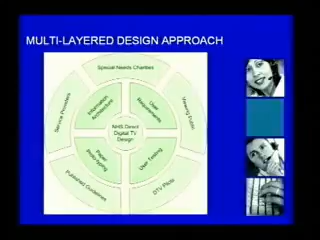 MULTI-LAYERED DESIGN APPROACH
Special Needs Charities
Service Providers
Viewing Public
Information
Architecture
User
Requirements
NHS Direct
Digital TV
Design
Paper
Prototyping
User Testing
Published Guidelines
DTV Pilots